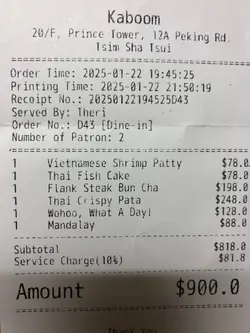 Kaboom
20/F, Prince Tower, 12A Peking Rd,
Tsim Sha Tsui
Order Time: 2025-01-22 19:45:25
Printing Time: 2025-01-22 21:50:19
Receipt No.: 20250122194525D43
Served By: Theri
Order No.: D43 [Dine-in]
Number of Patron: 2
1 Vietnamese Shrimp Patty $78.0
1 Thai Fish Cake $78.0
1 Flank Steak Bun Cha $198.0
1 Thai Crispy Pata $248.0
1 Wohoo, What A Day! $128.0
1 Mandalay $88.0
Subtotal $818.0
Service Charge(10%) $81.8
Amount $900.0
Thank You